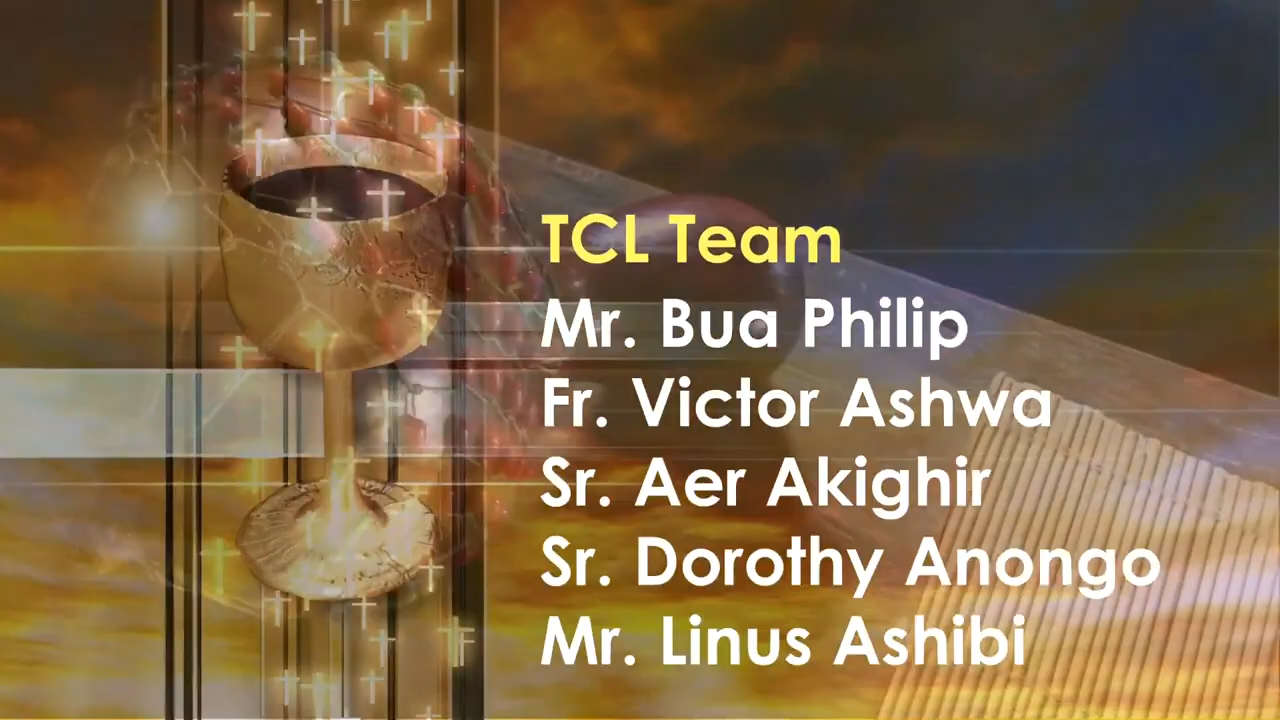 TCL Team
Mr. Bua Philip
Fr. Victor Ashwa
Sr. Aer Akighir
Sr. Dorothy Anongo
Mr. Linus Ashibi